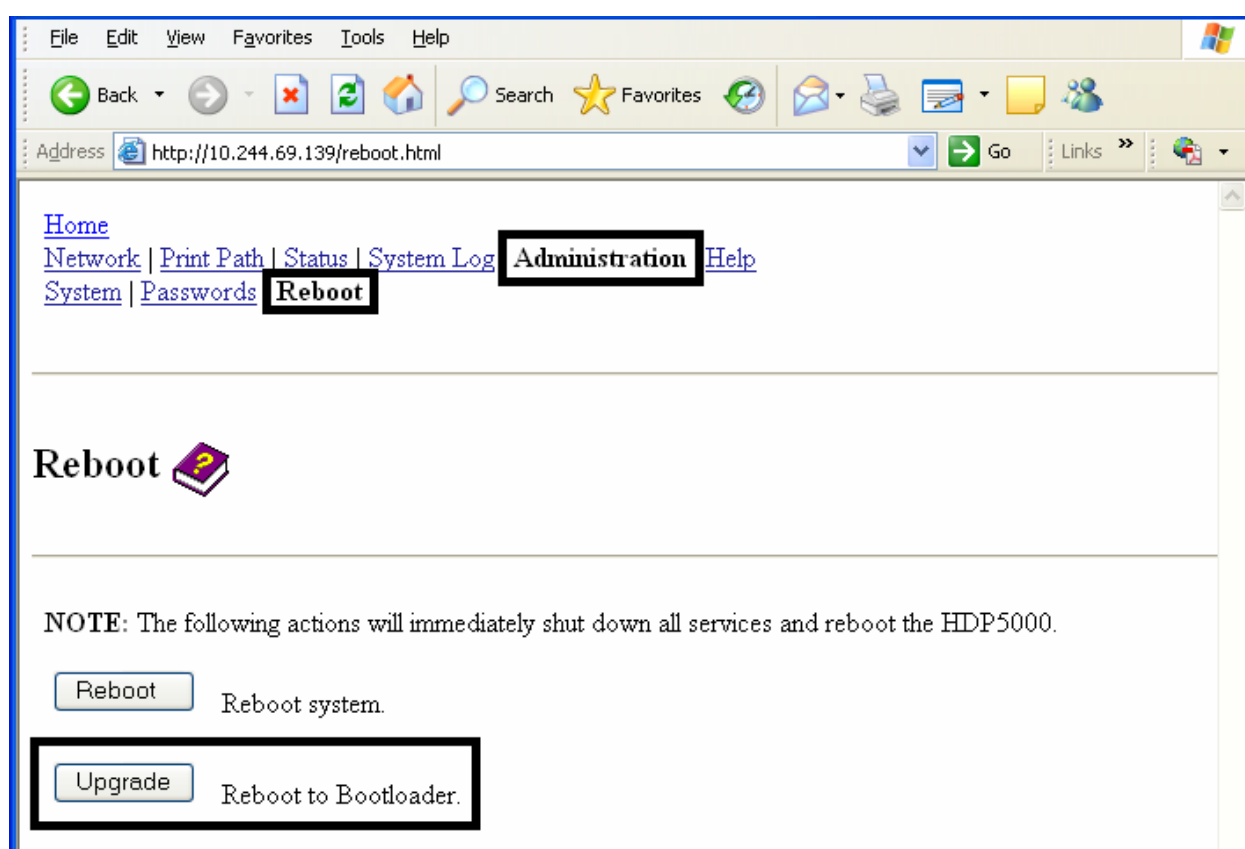 File Edit View Favorites Tools Help
Back Search Favorites
Address http://10.244.69.139/reboot.html Go Links »
Home
Network | Print Path | Status | System Log Administration Help
System | Passwords Reboot
Reboot ?
NOTE: The following actions will immediately shut down all services and reboot the HDP5000.
Reboot Reboot system.
Upgrade Reboot to Bootloader.